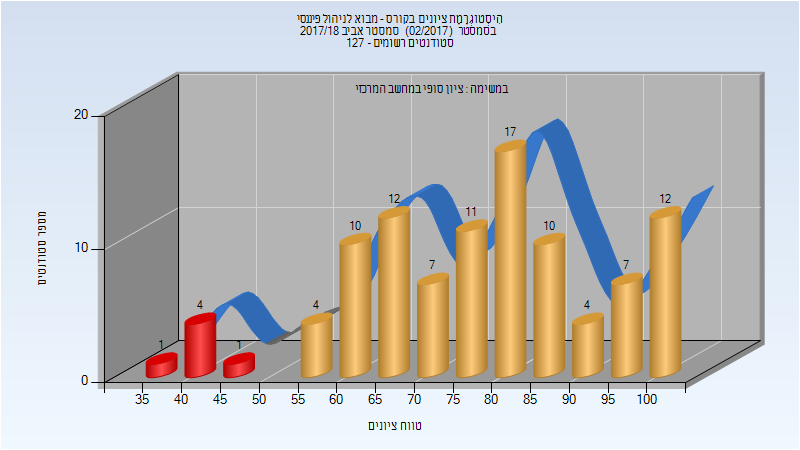 היסטוגרמת ציונים בקורס - מבוא לניהול פיננסי
בסמסטר (02/2017) סמסטר אביב 2017/18
סטודנטים רשומים - 127
במשימה : ציון סופי במחשב המרכזי
מספר סטודנטים
20
10
0
1
4
1
4
10
12
7
11
17
10
4
7
12
35 40 45 50 55 60 65 70 75 80 85 90 95 100
טווח ציונים